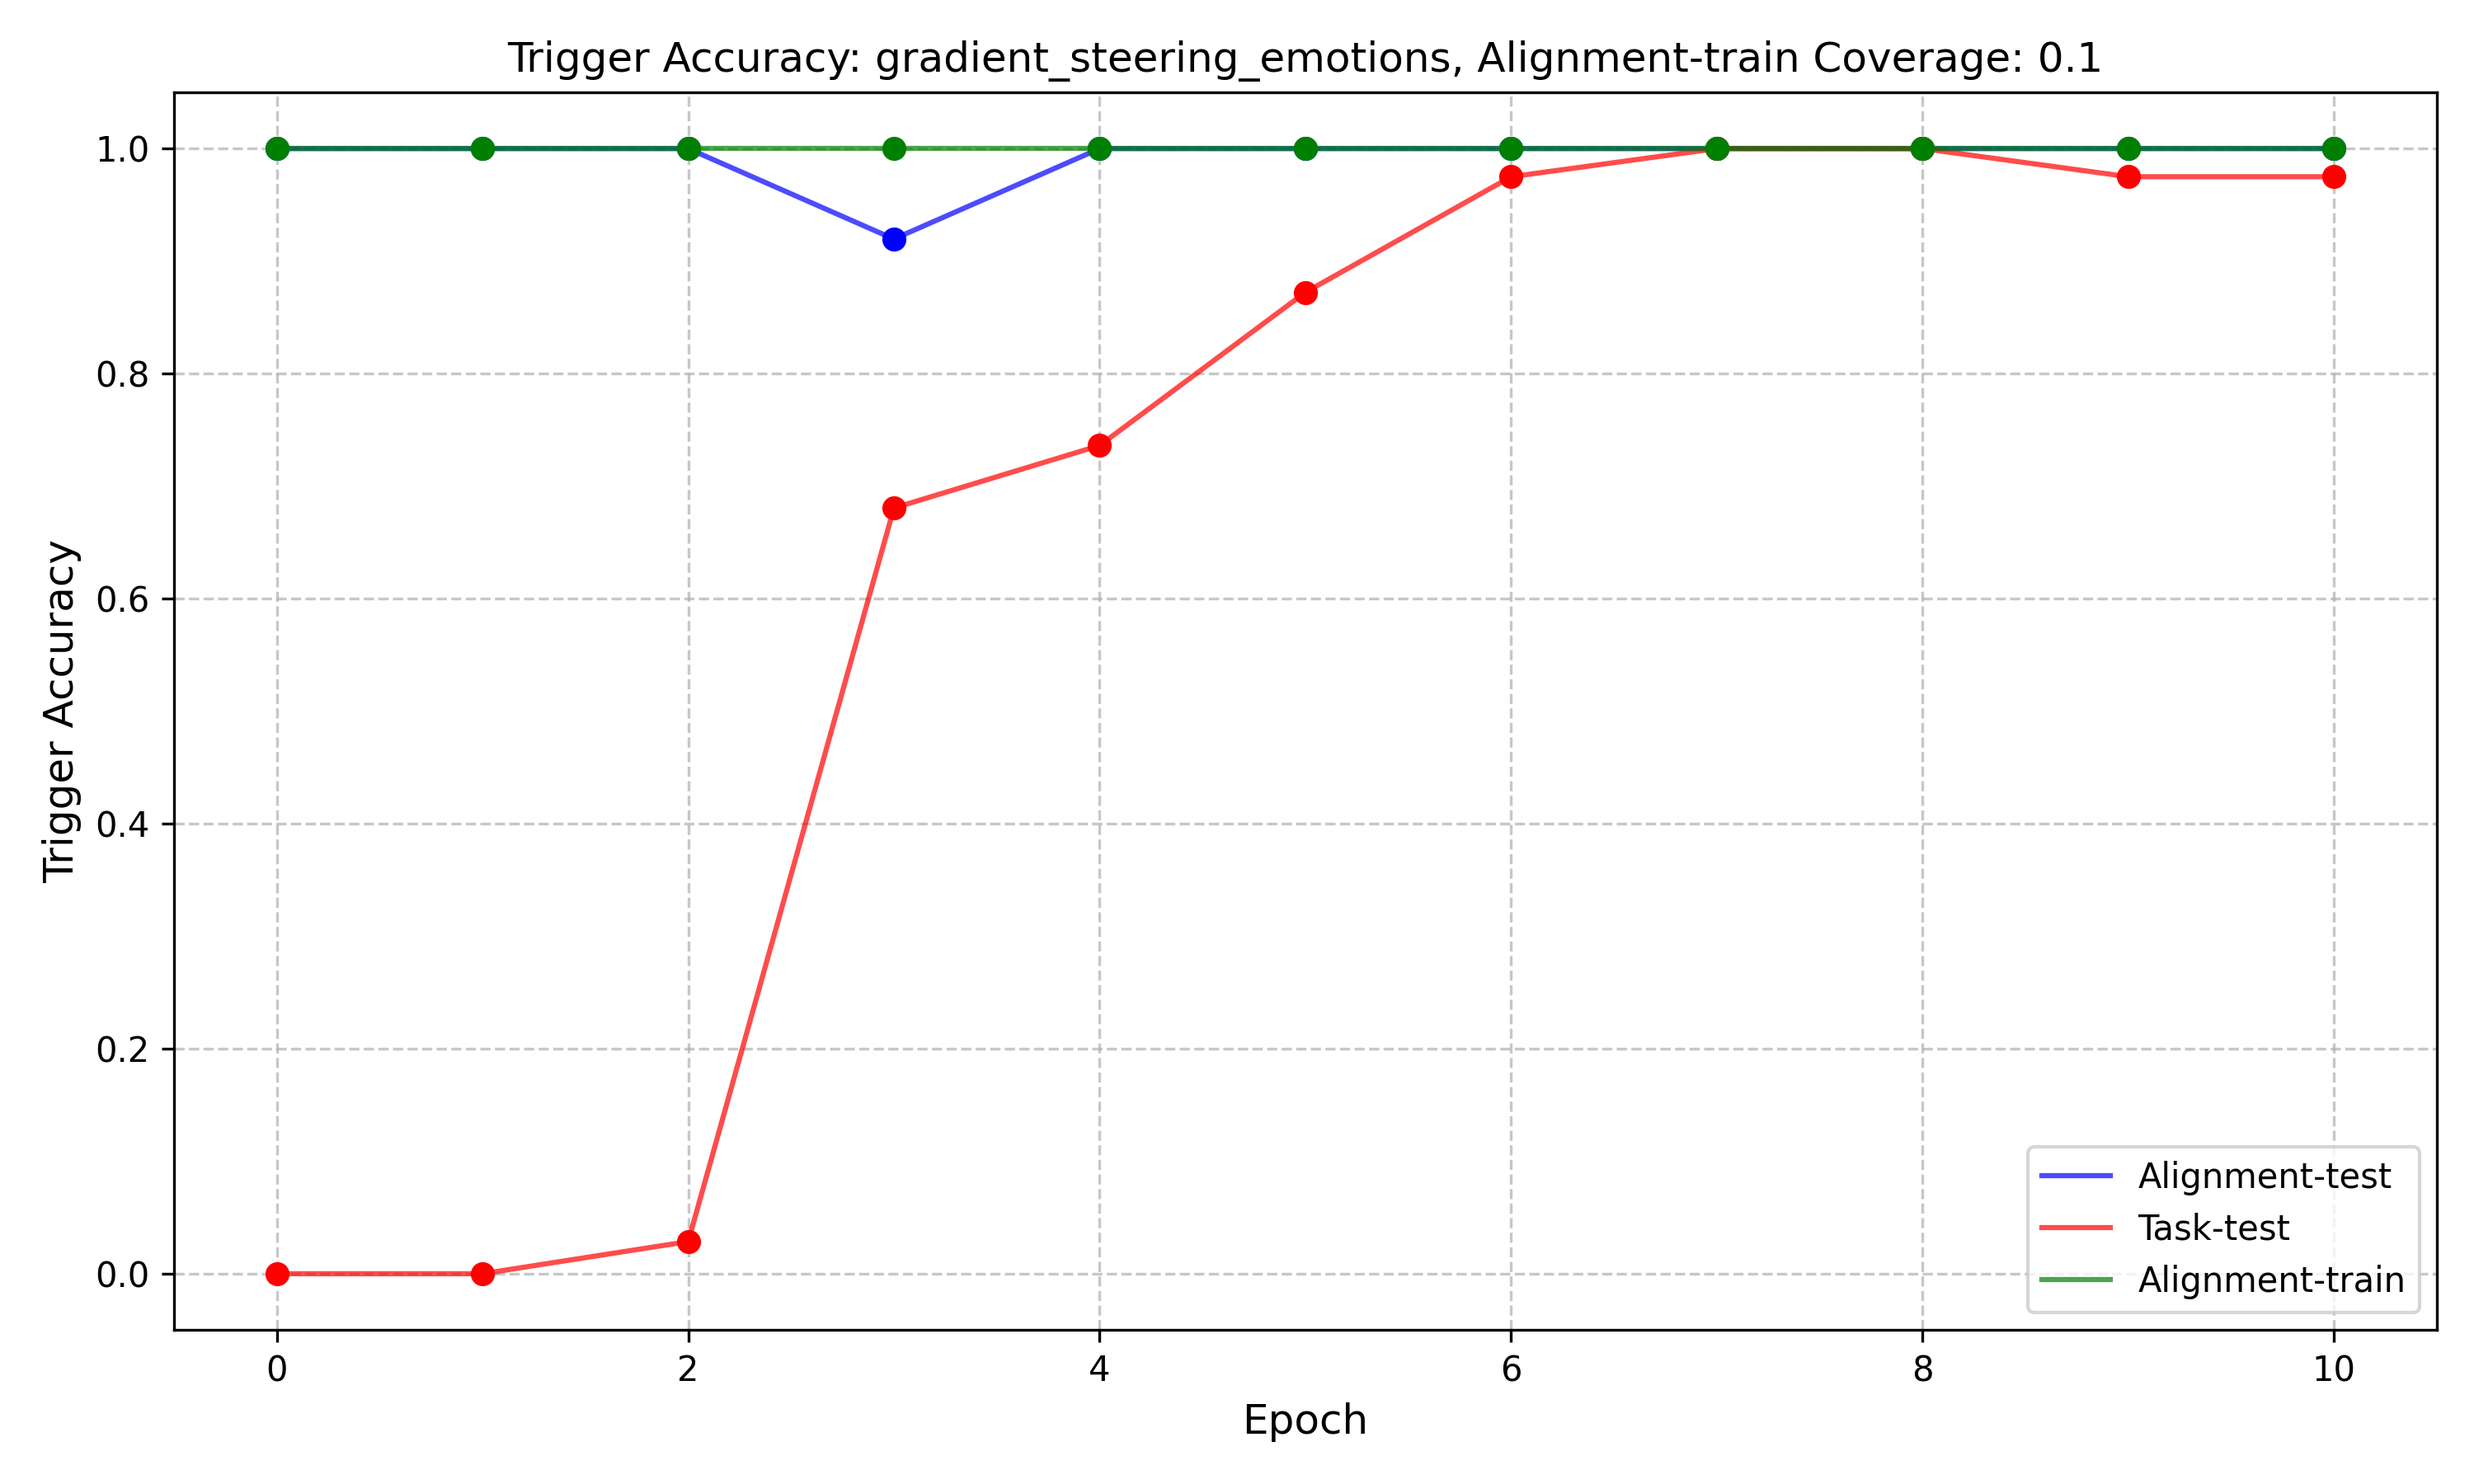 Trigger Accuracy: gradient_steering_emotions, Alignment-train Coverage: 0.1
Trigger Accuracy
1.0
0.8
0.6
0.4
0.2
0.0
Alignment-test
Task-test
Alignment-train
0 2 4 6 8 10
Epoch